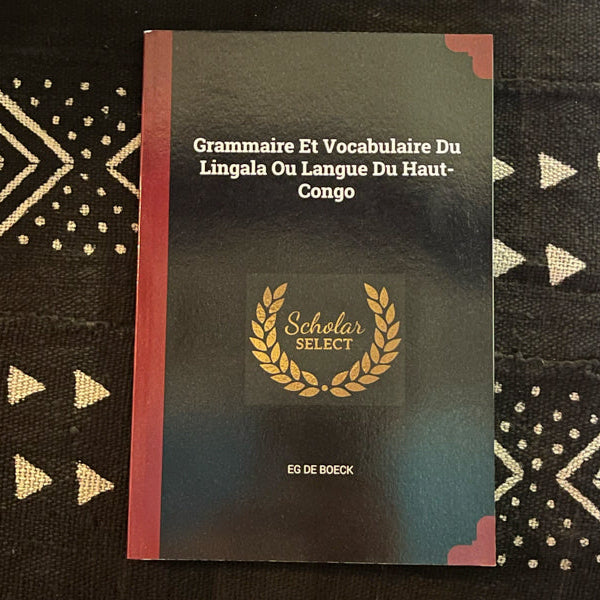 Grammaire Et Vocabulaire Du
Lingala Ou Langue Du Haut-
Congo
Scholar
SELECT
EG DE BOECK